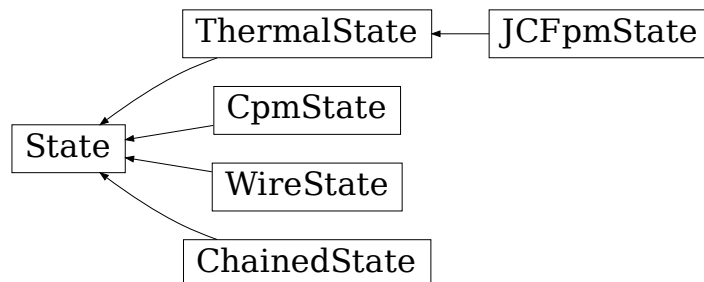 ThermalState
JCFpmState
CpmState
State
WireState
ChainedState